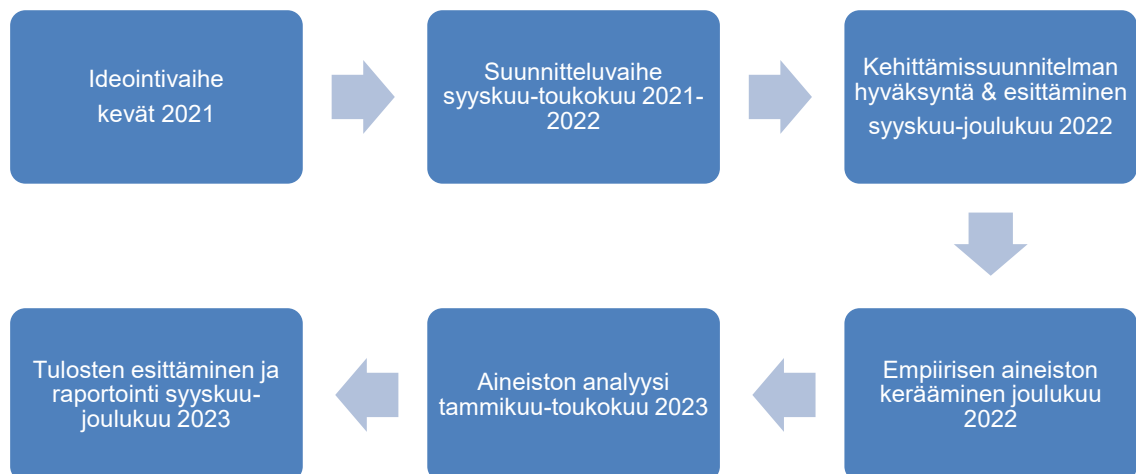 Ideointivaihe
kevät 2021
Suunnitteluvaihe
syyskuu-toukokuu 2021-
2022
Kehittämissuunnitelman
hyväksyntä & esittäminen
syyskuu-joulukuu 2022
Empiirisen aineiston
kerääminen joulukuu
2022
Aineiston analyysi
tammikuu-toukokuu 2023
Tulosten esittäminen ja
raportointi syyskuu-
joulukuu 2023